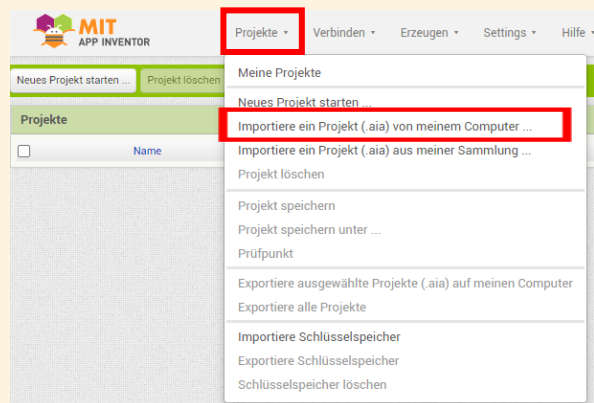 MIT
APP INVENTOR
Projekte Verbinden Erzeugen Settings Hilfe
Neues Projekt starten ... Projekt löschen
Projekte
Name
Meine Projekte
Neues Projekt starten ...
Importiere ein Projekt (.aia) von meinem Computer ...
Importiere ein Projekt (.aia) aus meiner Sammlung ...
Projekt löschen
Projekt speichern
Projekt speichern unter ...
Prüfpunkt
Exportiere ausgewählte Projekte (.aia) auf meinen Computer
Exportiere alle Projekte
Importiere Schlüsselspeicher
Exportiere Schlüsselspeicher
Schlüsselspeicher löschen